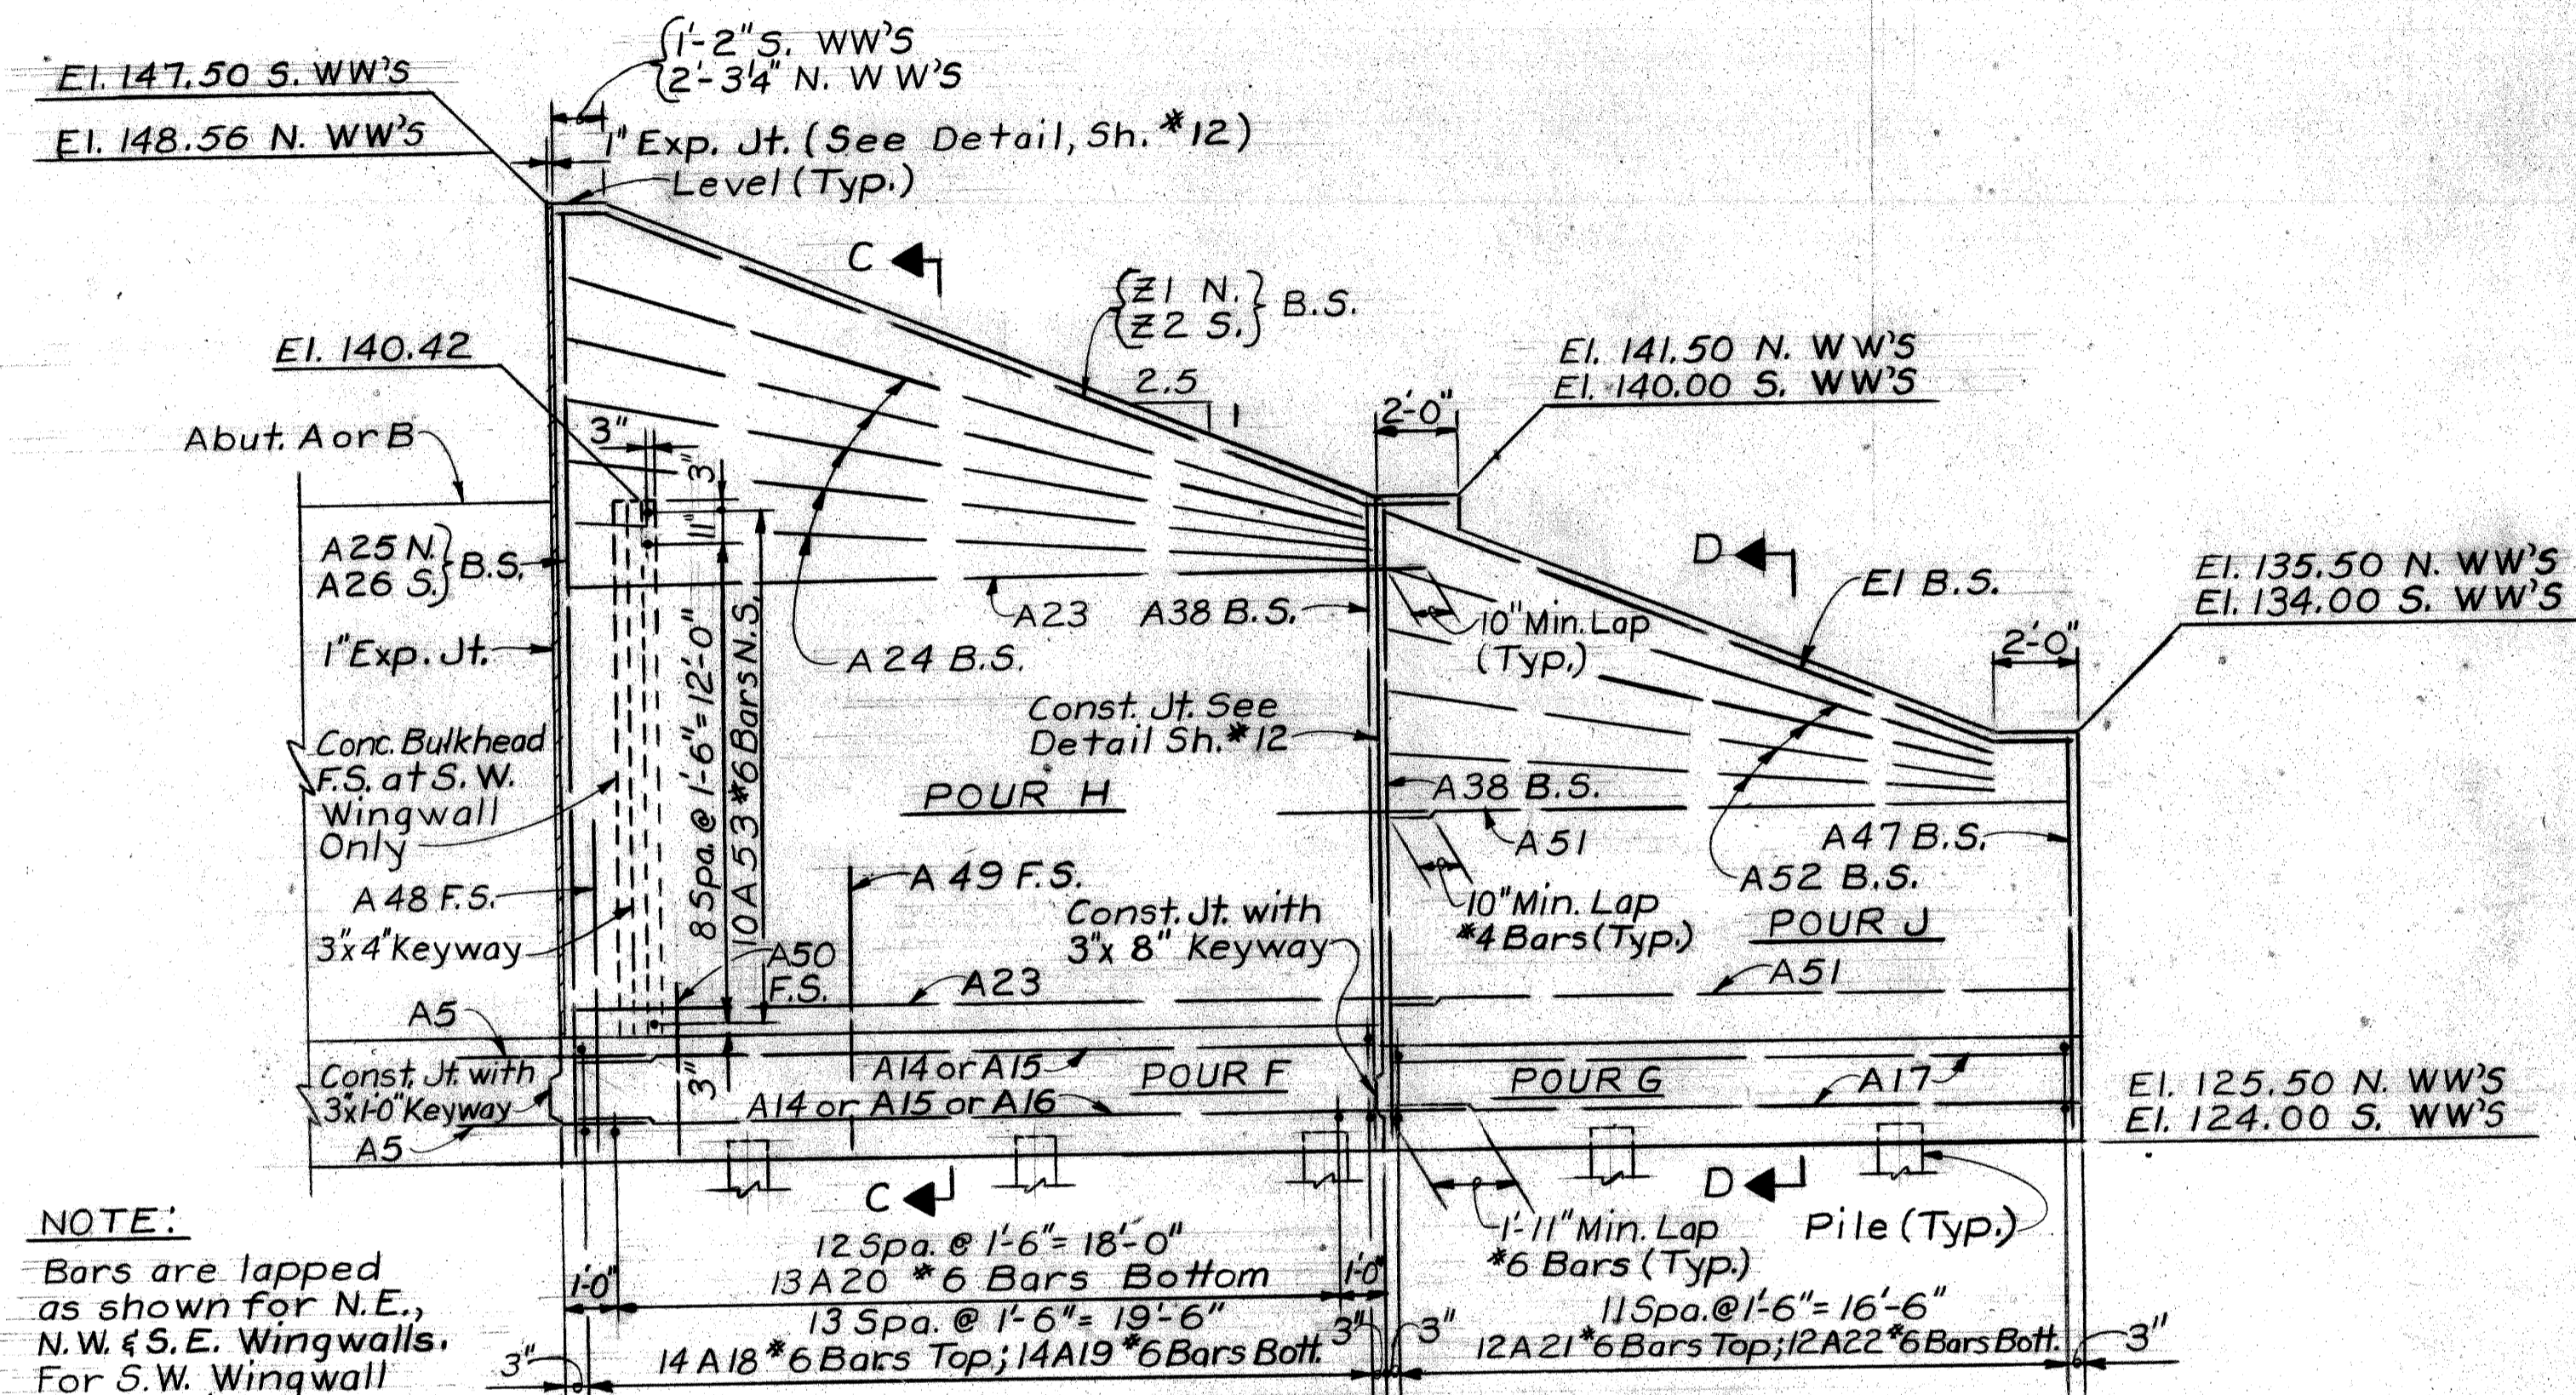 1'-2" S. WW'S
2'-3¼" N. WW'S
El. 147.50 S. WW'S
El. 148.56 N. WW'S
1" Exp. Jt. (See Detail, Sh. #12)
Level (Typ.)
C
Z1 N.
Z2 S.
B.S.
2.5
1
El. 140.42
El. 141.50 N. WW'S
El. 140.00 S. WW'S
2'-0"
Abut. A or B
3"
3"
11"
A25 N.
A26 S.
B.S.
D
E1 B.S.
El. 135.50 N. WW'S
El. 134.00 S. WW'S
2'-0"
A23
A38 B.S.
10" Min. Lap
(Typ.)
1" Exp. Jt.
A24 B.S.
8 Spa. @ 1'-6" = 12'-0"
10 A53 #6 Bars N.S.
Const. Jt. See
Detail Sh. #12
Conc. Bulkhead
F.S. at S.W.
Wingwall
Only
POUR H
A38 B.S.
A51
A47 B.S.
A52 B.S.
A48 F.S.
A49 F.S.
10" Min. Lap
#4 Bars (Typ.)
POUR J
Const. Jt. with
3" x 8" Keyway
3" x 4" Keyway
A50
F.S.
A23
A51
A5
Const. Jt. with
3" x 1'-0" Keyway
A5
3"
A14 or A15
POUR F
A14 or A15 or A16
POUR G
A17
El. 125.50 N. WW'S
El. 124.00 S. WW'S
C
D
1'-11" Min. Lap
#6 Bars (Typ.)
Pile (Typ.)
NOTE:
Bars are lapped
as shown for N.E.,
N.W. & S.E. Wingwalls.
For S.W. Wingwall
12 Spa. @ 1'-6" = 18'-0"
1'-0"
13 A20 #6 Bars Bottom
1'-0"
13 Spa. @ 1'-6" = 19'-6"
3"
14 A18 #6 Bars Top; 14 A19 #6 Bars Bott.
3"
3"
11 Spa. @ 1'-6" = 16'-6"
12 A21 #6 Bars Top; 12 A22 #6 Bars Bott.
3"